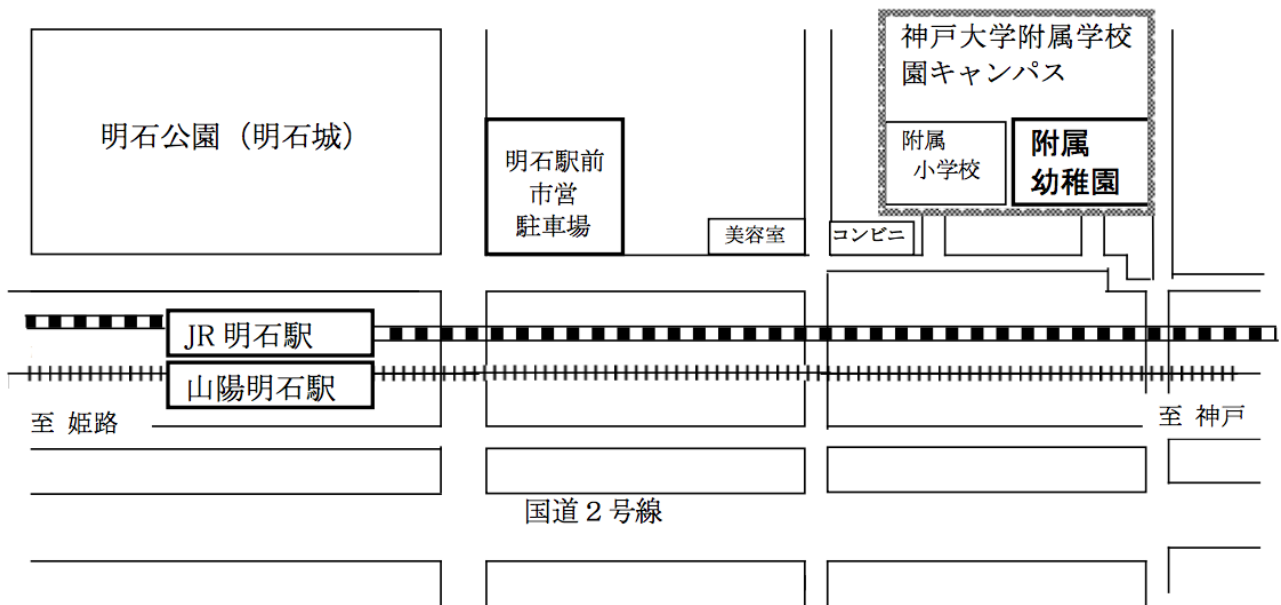 神戸大学附属学校
園キャンパス
明石公園（明石城）
明石駅前
市営
駐車場
附属
小学校
附属
幼稚園
美容室
コンビニ
JR 明石駅
山陽明石駅
至 姫路
至 神戸
国道２号線